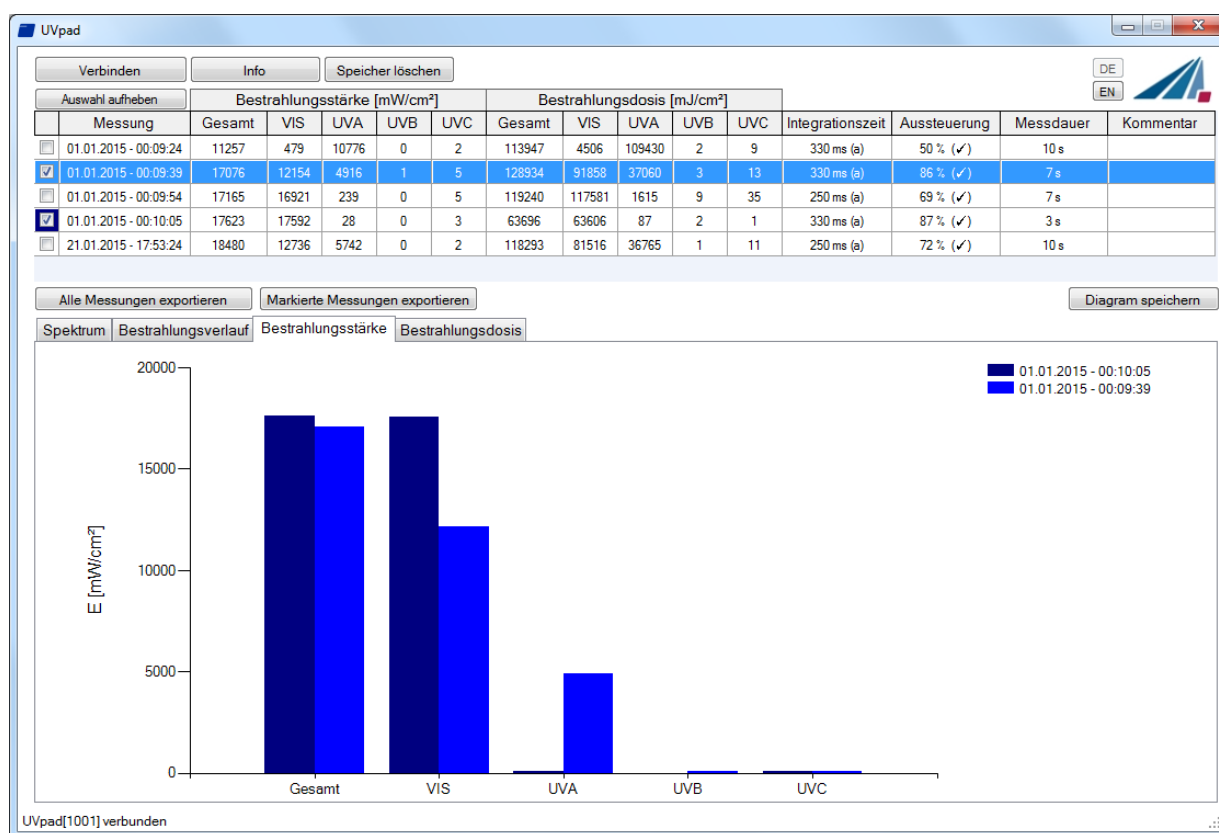 UVpad
Verbinden Info Speicher löschen DE
Auswahl aufheben Bestrahlungsstärke [mW/cm²] Bestrahlungsdosis [mJ/cm²] EN
Messung Gesamt VIS UVA UVB UVC Gesamt VIS UVA UVB UVC Integrationszeit Aussteuerung Messdauer Kommentar
01.01.2015 - 00:09:24 11257 479 10776 0 2 113947 4506 109430 2 9 330 ms (a) 50 % (✓) 10 s
01.01.2015 - 00:09:39 17076 12154 4916 1 5 128934 91858 37060 3 13 330 ms (a) 86 % (✓) 7 s
01.01.2015 - 00:09:54 17165 16921 239 0 5 119240 117581 1615 9 35 250 ms (a) 69 % (✓) 7 s
01.01.2015 - 00:10:05 17623 17592 28 0 3 63696 63606 87 2 1 330 ms (a) 87 % (✓) 3 s
21.01.2015 - 17:53:24 18480 12736 5742 0 2 118293 81516 36765 1 11 250 ms (a) 72 % (✓) 10 s
Alle Messungen exportieren Markierte Messungen exportieren Diagram speichern
Spektrum Bestrahlungsverlauf Bestrahlungsstärke Bestrahlungsdosis
20000
01.01.2015 - 00:10:05
01.01.2015 - 00:09:39
15000
E [mW/cm²]
10000
5000
0
Gesamt VIS UVA UVB UVC
UVpad[1001] verbunden